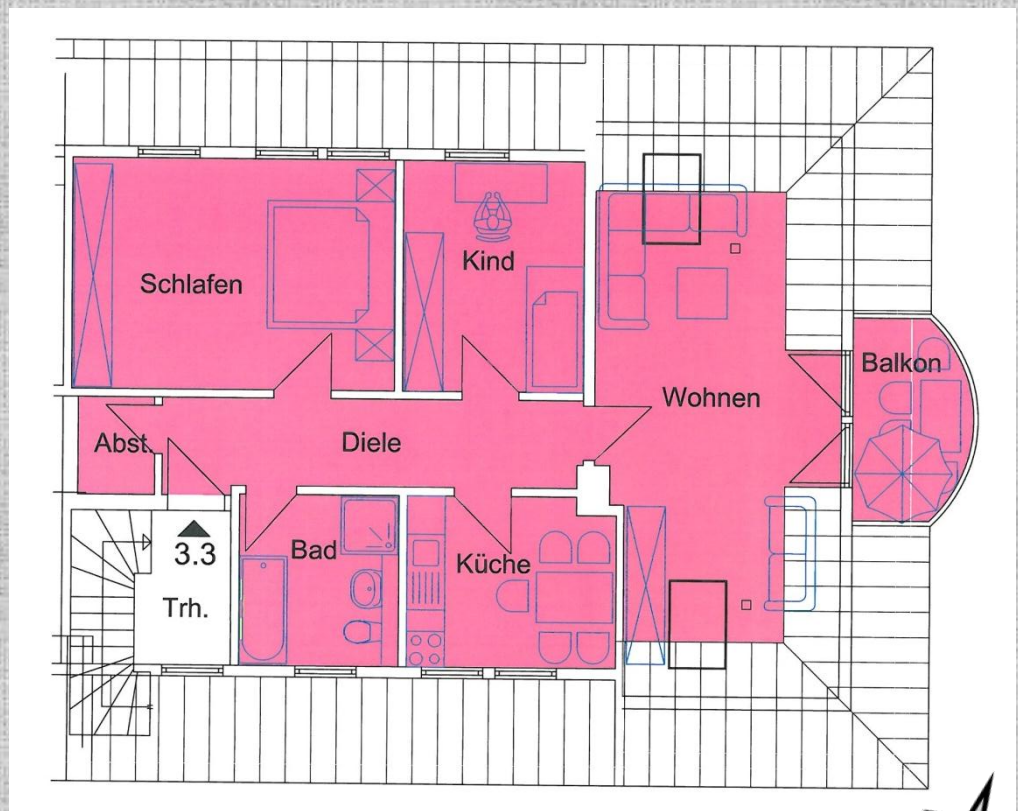 Schlafen
Kind
Wohnen
Balkon
Abst.
Diele
3.3
Trh.
Bad
Küche